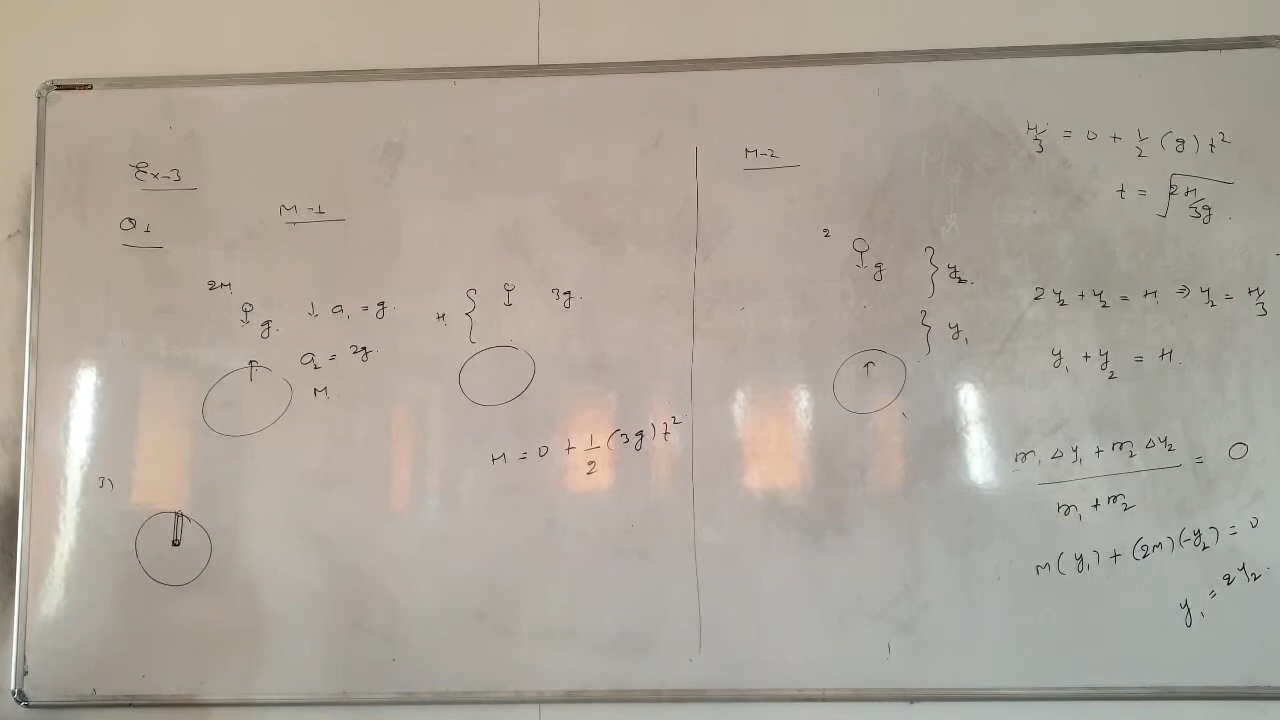 Ex-3
Q1
M-1
2M
g.
↓ a₁ = g.
a₂ = 2g.
M.
H.
3g.
H = 0 + 1/2 (3g) t²
3)
M-2
2
g
} y₂.
} y₁
H/3 = 0 + 1/2 (g) t²
t = √(2H/3g).
2y₂ + y₂ = H. ⇒ y₂ = H/3
y₁ + y₂ = H.
(m₁ Δy₁ + m₂ Δy₂)/(m₁ + m₂) = 0
M(y₁) + (2M)(-y₂) = 0
y₁ = 2y₂.